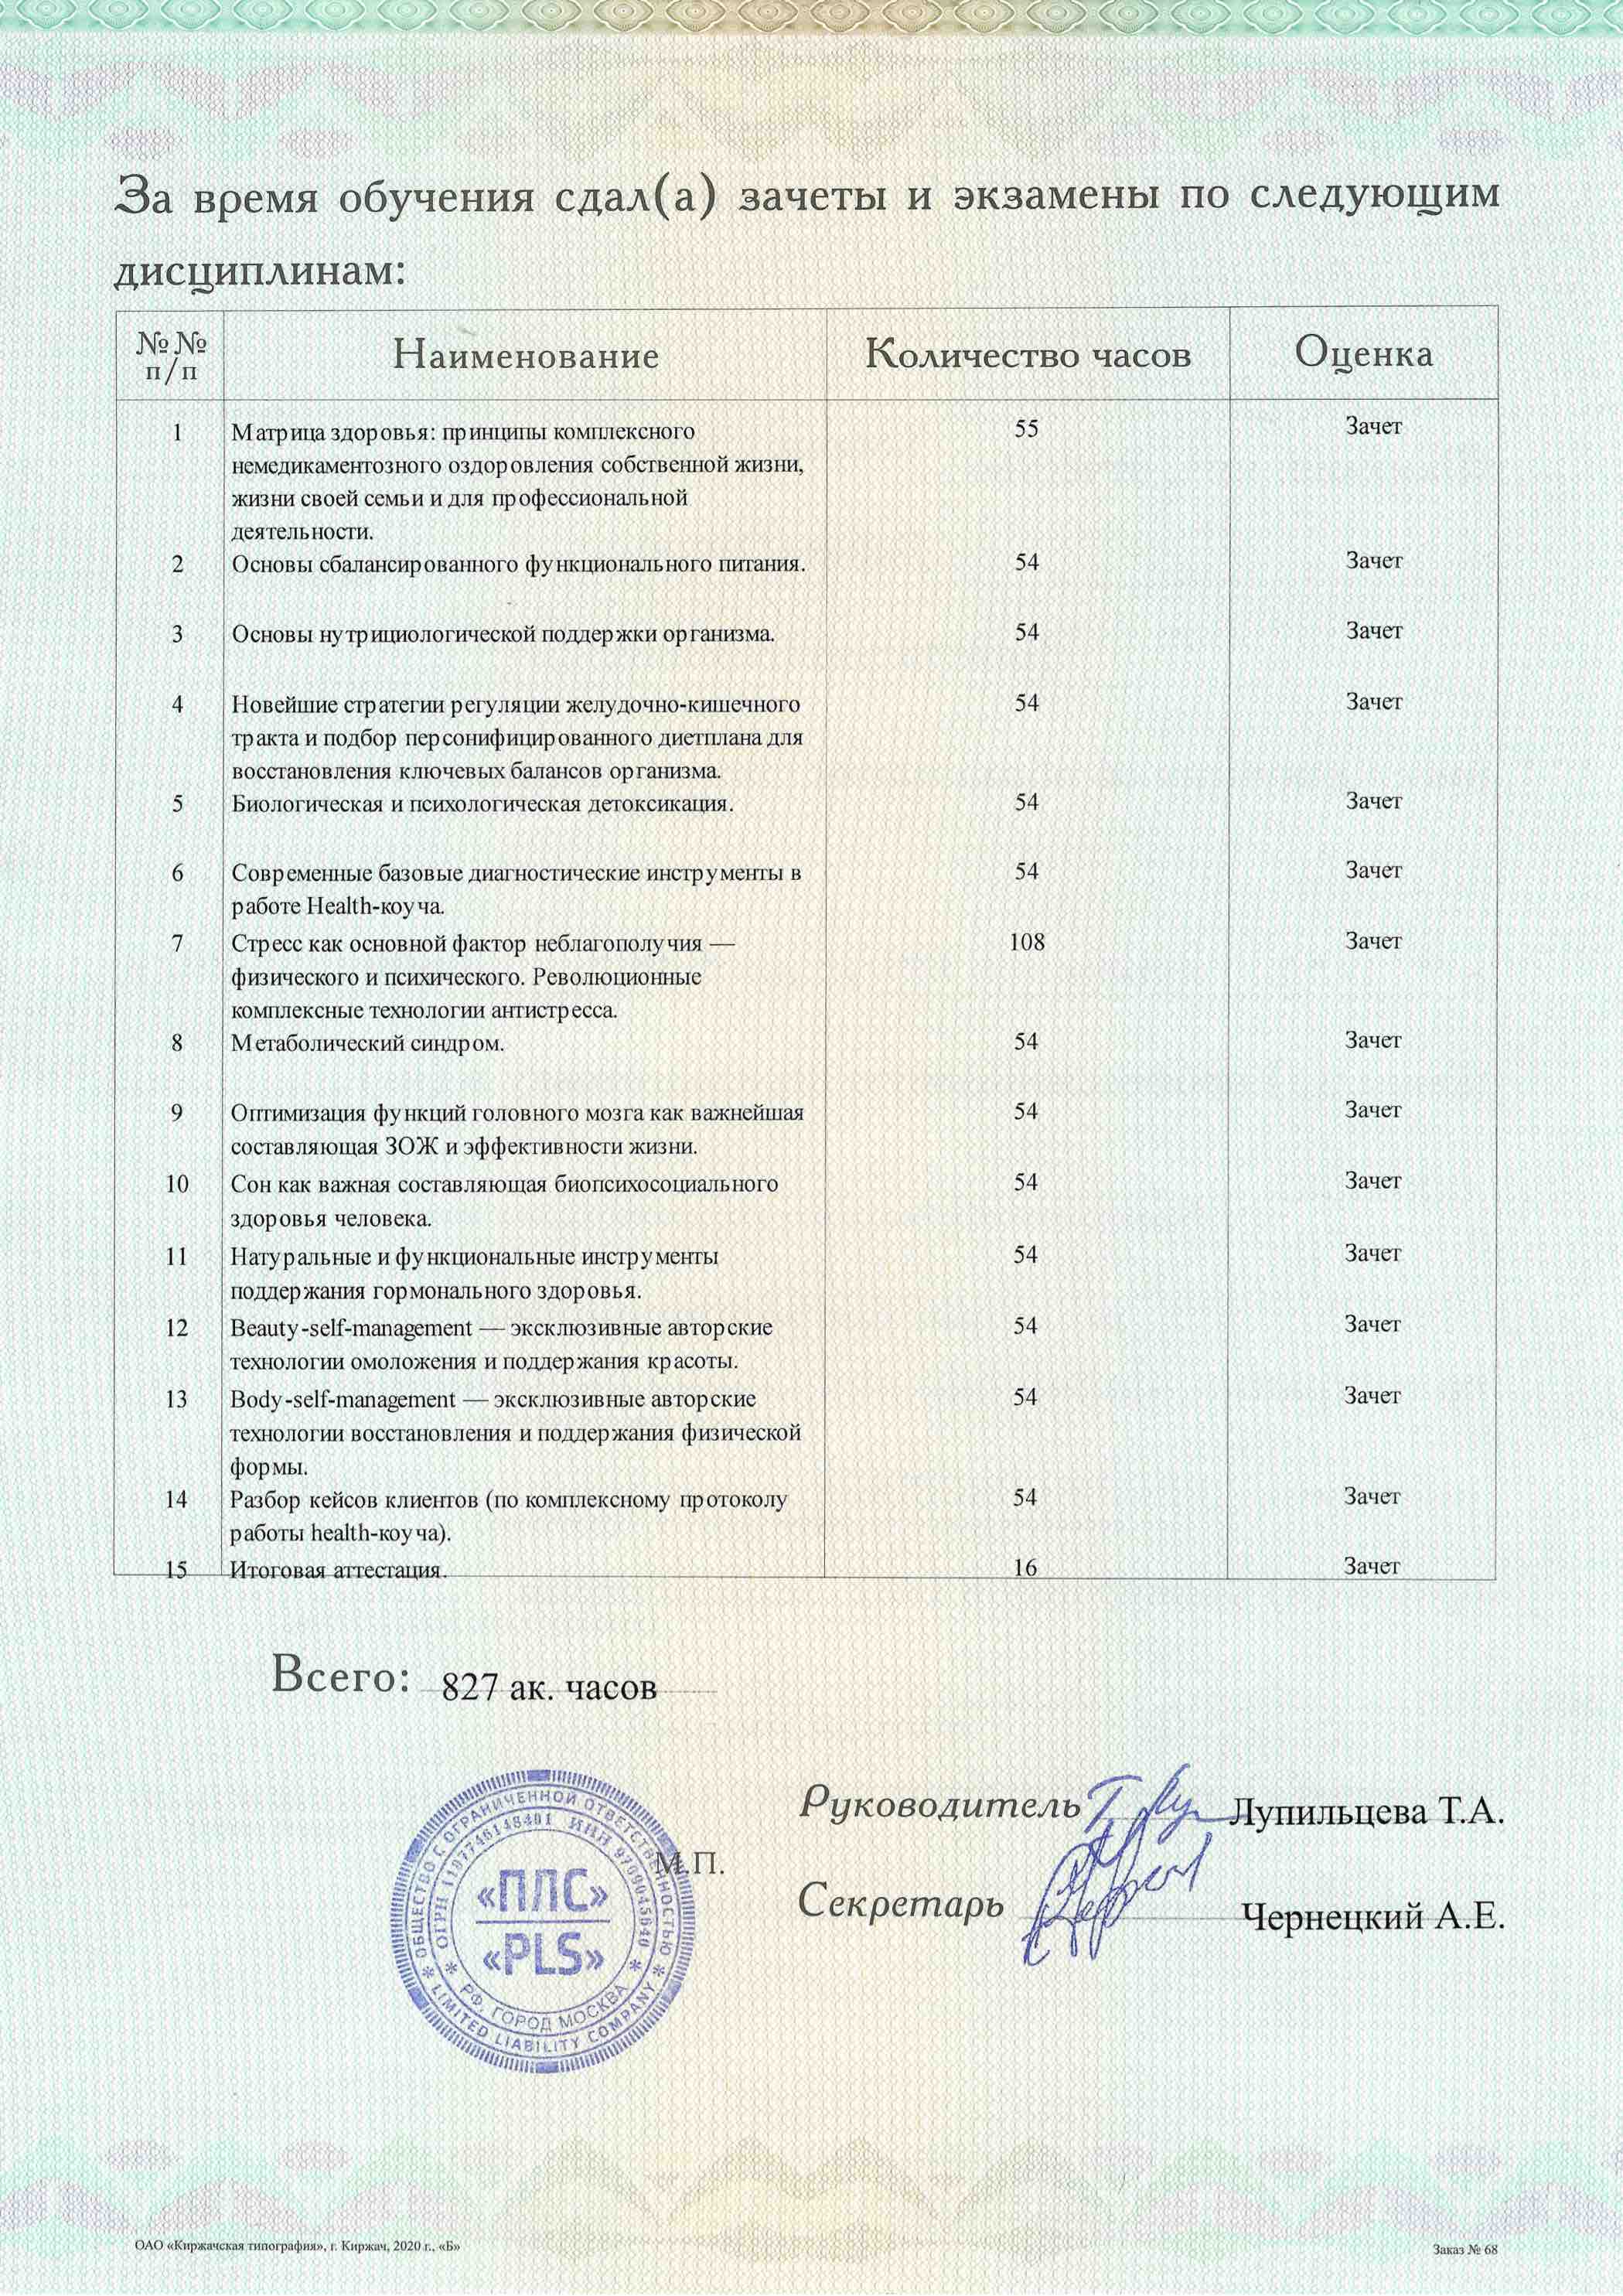 За время обучения сдал(а) зачеты и экзамены по следующим
дисциплинам:
№№ п/п Наименование Количество часов Оценка
1 Матрица здоровья: принципы комплексного 55 Зачет
немедикаментозного оздоровления собственной жизни,
жизни своей семьи и для профессиональной
деятельности.
2 Основы сбалансированного функционального питания. 54 Зачет
3 Основы нутрициологической поддержки организма. 54 Зачет
4 Новейшие стратегии регуляции желудочно-кишечного 54 Зачет
тракта и подбор персонифицированного диетплана для
восстановления ключевых балансов организма.
5 Биологическая и психологическая детоксикация. 54 Зачет
6 Современные базовые диагностические инструменты в 54 Зачет
работе Health-коуча.
7 Стресс как основной фактор неблагополучия — 108 Зачет
физического и психического. Революционные
комплексные технологии антистресса.
8 Метаболический синдром. 54 Зачет
9 Оптимизация функций головного мозга как важнейшая 54 Зачет
составляющая ЗОЖ и эффективности жизни.
10 Сон как важная составляющая биопсихосоциального 54 Зачет
здоровья человека.
11 Натуральные и функциональные инструменты 54 Зачет
поддержания гормонального здоровья.
12 Beauty-self-management — эксклюзивные авторские 54 Зачет
технологии омоложения и поддержания красоты.
13 Body-self-management — эксклюзивные авторские 54 Зачет
технологии восстановления и поддержания физической
формы.
14 Разбор кейсов клиентов (по комплексному протоколу 54 Зачет
работы health-коуча).
15 Итоговая аттестация. 16 Зачет
Всего: 827 ак. часов
Руководитель Лупильцева Т.А.
М.П.
Секретарь Чернецкий А.Е.
ОБЩЕСТВО С ОГРАНИЧЕННОЙ ОТВЕТСТВЕННОСТЬЮ
ОГРН 1197746148401 ИНН 9709045640
«ПЛС»
«PLS»
РФ, ГОРОД МОСКВА
LIMITED LIABILITY COMPANY
ОАО «Киржачская типография», г. Киржач, 2020 г., «Б»
Заказ № 68